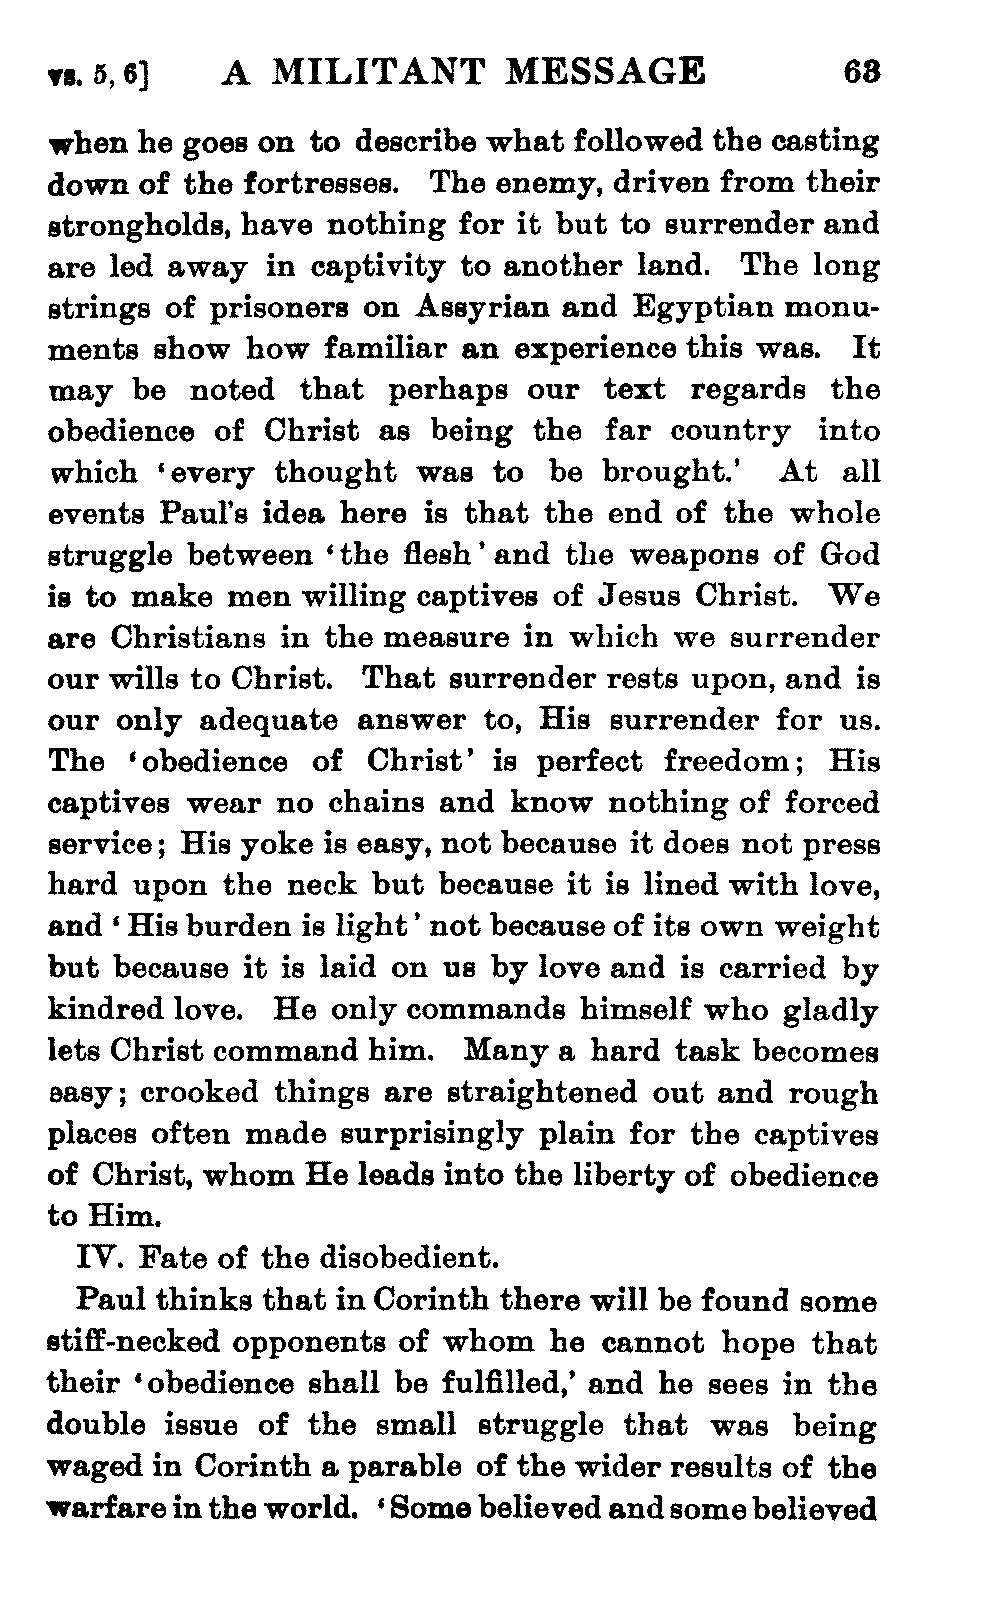 vs. 5, 6] A MILITANT MESSAGE 63
when he goes on to describe what followed the casting
down of the fortresses. The enemy, driven from their
strongholds, have nothing for it but to surrender and
are led away in captivity to another land. The long
strings of prisoners on Assyrian and Egyptian monu-
ments show how familiar an experience this was. It
may be noted that perhaps our text regards the
obedience of Christ as being the far country into
which ‘every thought was to be brought.’ At all
events Paul’s idea here is that the end of the whole
struggle between ‘the flesh’ and the weapons of God
is to make men willing captives of Jesus Christ. We
are Christians in the measure in which we surrender
our wills to Christ. That surrender rests upon, and is
our only adequate answer to, His surrender for us.
The ‘obedience of Christ’ is perfect freedom; His
captives wear no chains and know nothing of forced
service; His yoke is easy, not because it does not press
hard upon the neck but because it is lined with love,
and ‘His burden is light’ not because of its own weight
but because it is laid on us by love and is carried by
kindred love. He only commands himself who gladly
lets Christ command him. Many a hard task becomes
easy; crooked things are straightened out and rough
places often made surprisingly plain for the captives
of Christ, whom He leads into the liberty of obedience
to Him.
IV. Fate of the disobedient.
Paul thinks that in Corinth there will be found some
stiff-necked opponents of whom he cannot hope that
their ‘obedience shall be fulfilled,’ and he sees in the
double issue of the small struggle that was being
waged in Corinth a parable of the wider results of the
warfare in the world. ‘Some believed and some believed